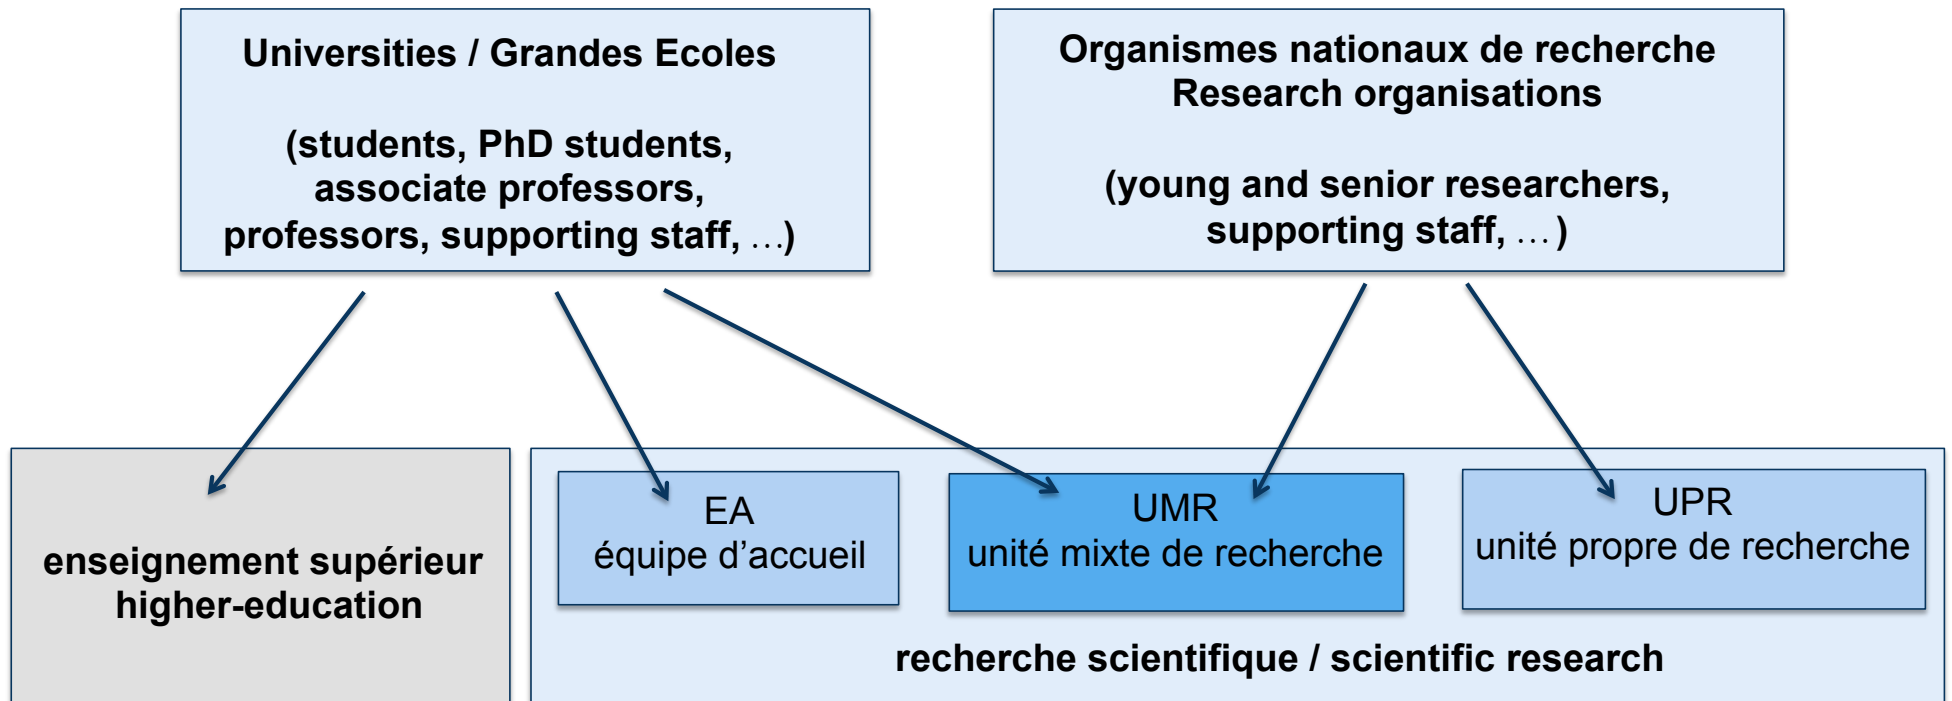 Universities / Grandes Ecoles
(students, PhD students,
associate professors,
professors, supporting staff, …)
Organismes nationaux de recherche
Research organisations
(young and senior researchers,
supporting staff, …)
enseignement supérieur
higher-education
EA
équipe d’accueil
UMR
unité mixte de recherche
UPR
unité propre de recherche
recherche scientifique / scientific research